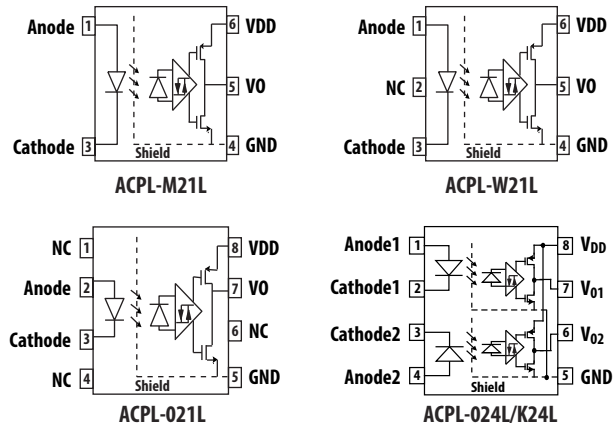 Anode 1 6 VDD
5 VO
Cathode 3 4 GND
Shield
ACPL-M21L
Anode 1 6 VDD
NC 2 5 VO
Cathode 3 4 GND
Shield
ACPL-W21L
NC 1 8 VDD
Anode 2 7 VO
Cathode 3 6 NC
NC 4 5 GND
Shield
ACPL-021L
Anode1 1 8 VDD
Cathode1 2 7 V01
Cathode2 3 6 V02
Anode2 4 5 GND
Shield
ACPL-024L/K24L